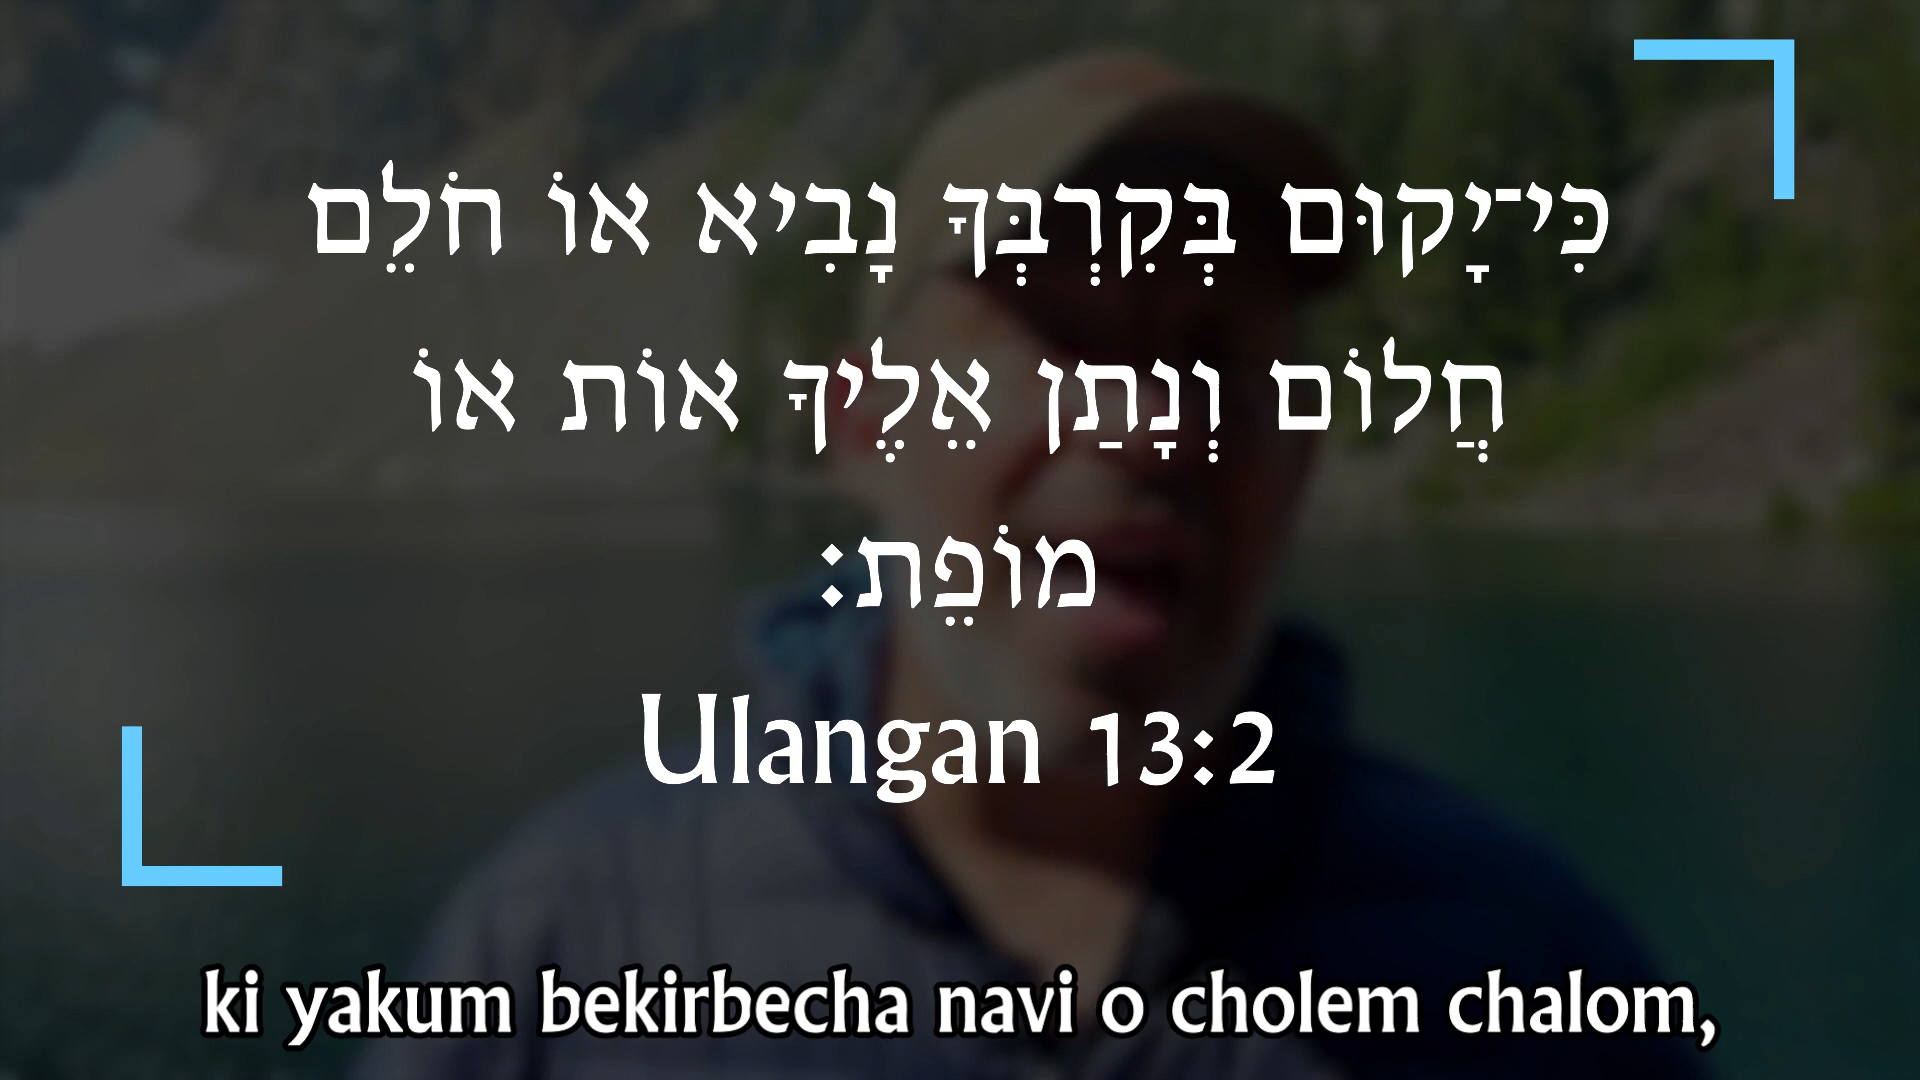 כִּי־יָקוּם בְּקִרְבְּךָ נָבִיא אוֹ חֹלֵם
חֲלוֹם וְנָתַן אֵלֶיךָ אוֹת אוֹ
מוֹפֵת׃
Ulangan 13:2
ki yakum bekirbecha navi o cholem chalom,